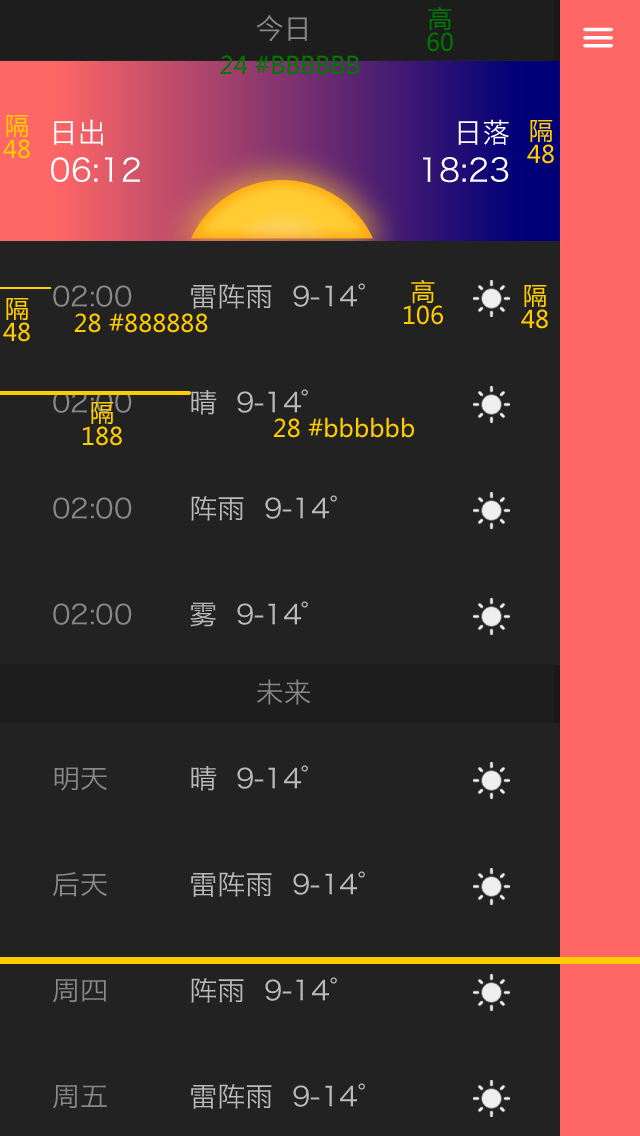 今日
高
60
24 #BBBBBB
隔
48
日出
06:12
日落
18:23
隔
48
02:00 雷阵雨 9-14°
高
106
隔
48
隔
48
28 #888888
02:00 晴 9-14°
隔
188
28 #bbbbbb
02:00 阵雨 9-14°
02:00 雾 9-14°
未来
明天 晴 9-14°
后天 雷阵雨 9-14°
周四 阵雨 9-14°
周五 雷阵雨 9-14°